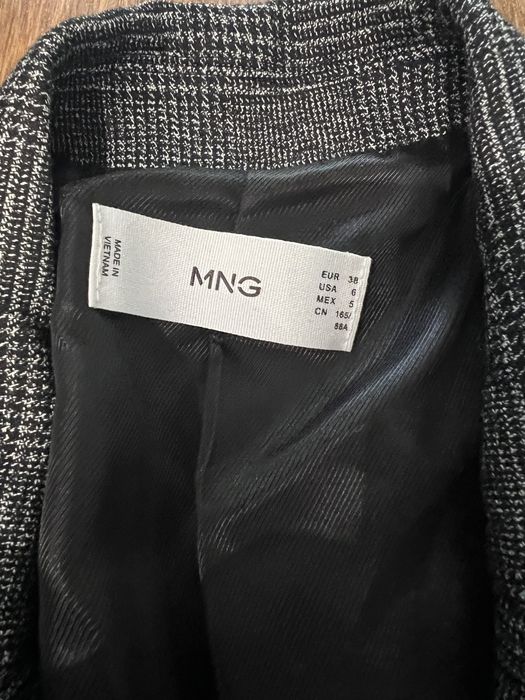 MADE IN
VIETNAM
MNG
EUR 38
USA 6
MEX 5
CN 165/
88A